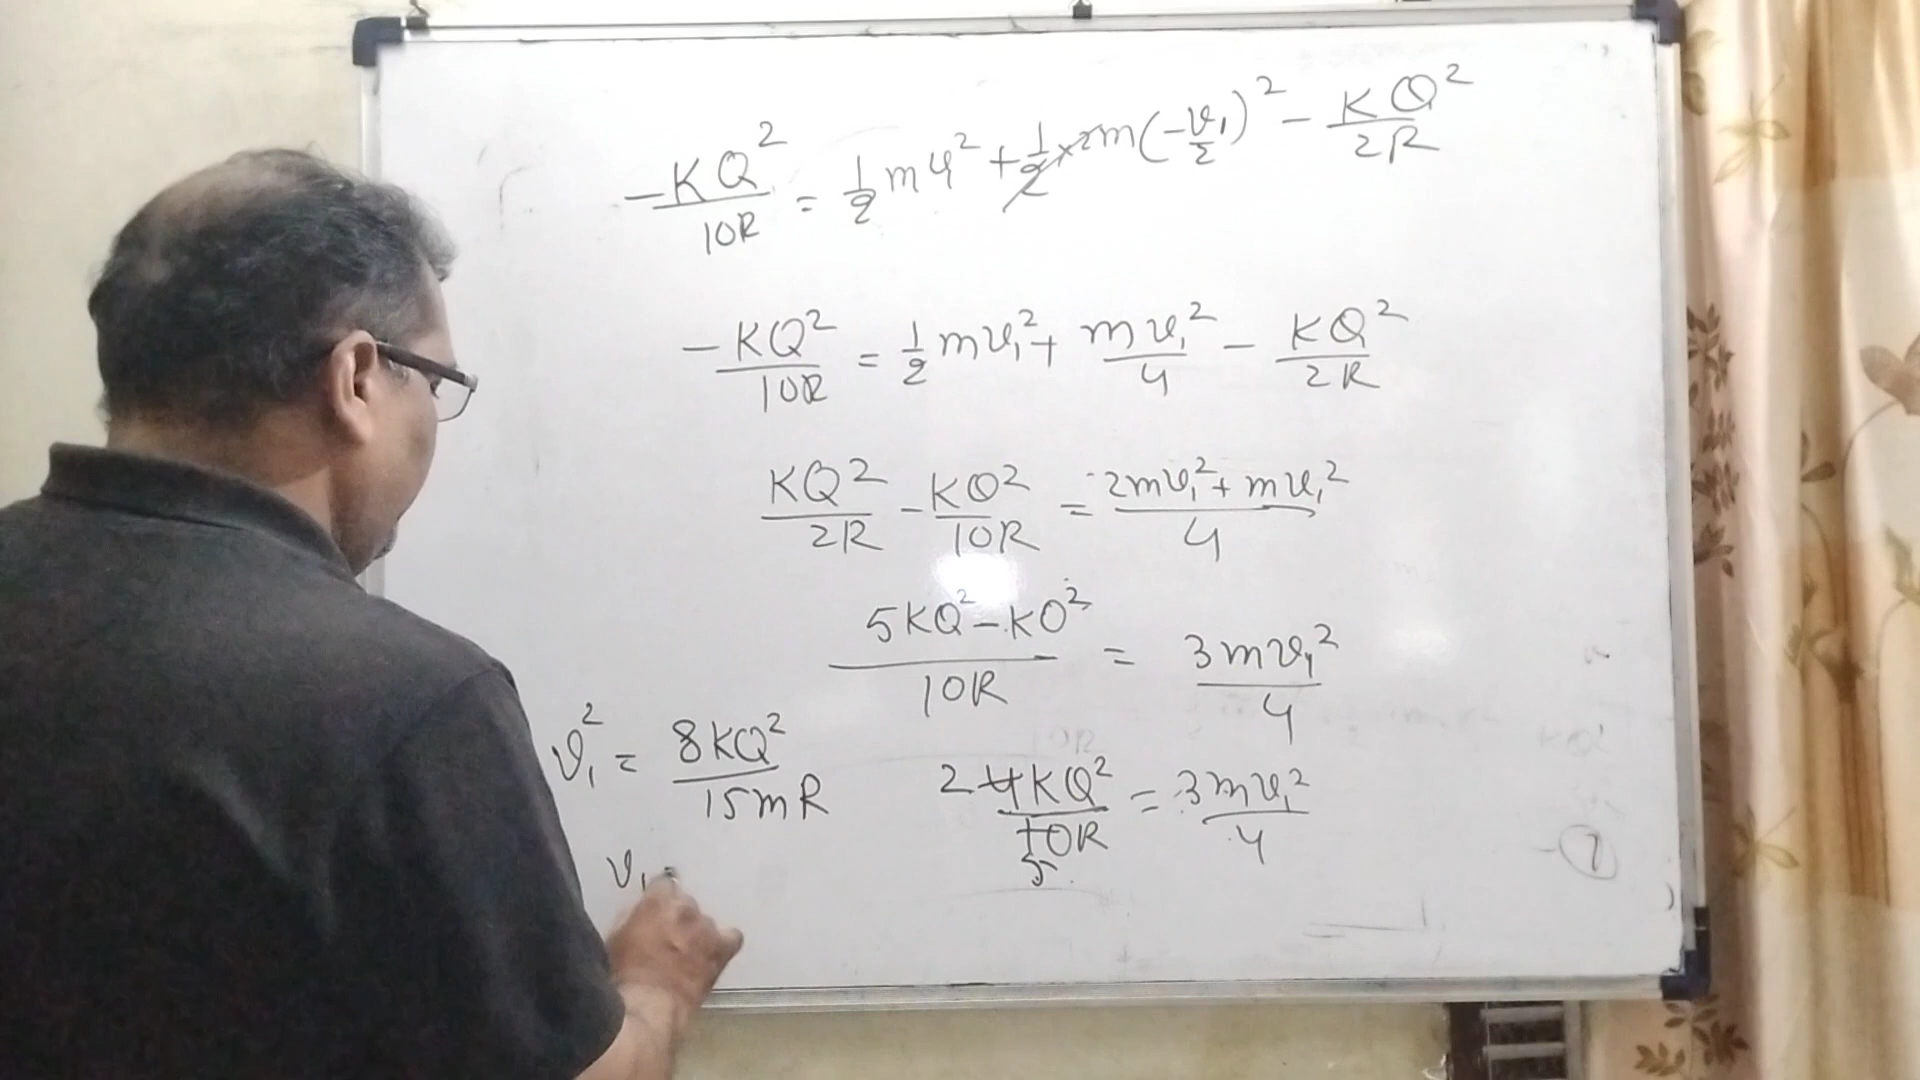 -KQ²/10R = 1/2 mv₁² + 1/2 × 2m(-v₁/2)² - KQ²/2R
-KQ²/10R = 1/2 mv₁² + mv₁²/4 - KQ²/2R
KQ²/2R - KQ²/10R = 2mv₁² + mv₁²/4
5KQ² - KQ²/10R = 3mv₁²/4
v₁² = 8KQ²/15mR
2 4KQ²/10R 5 = 3mv₁²/4
v₁ =